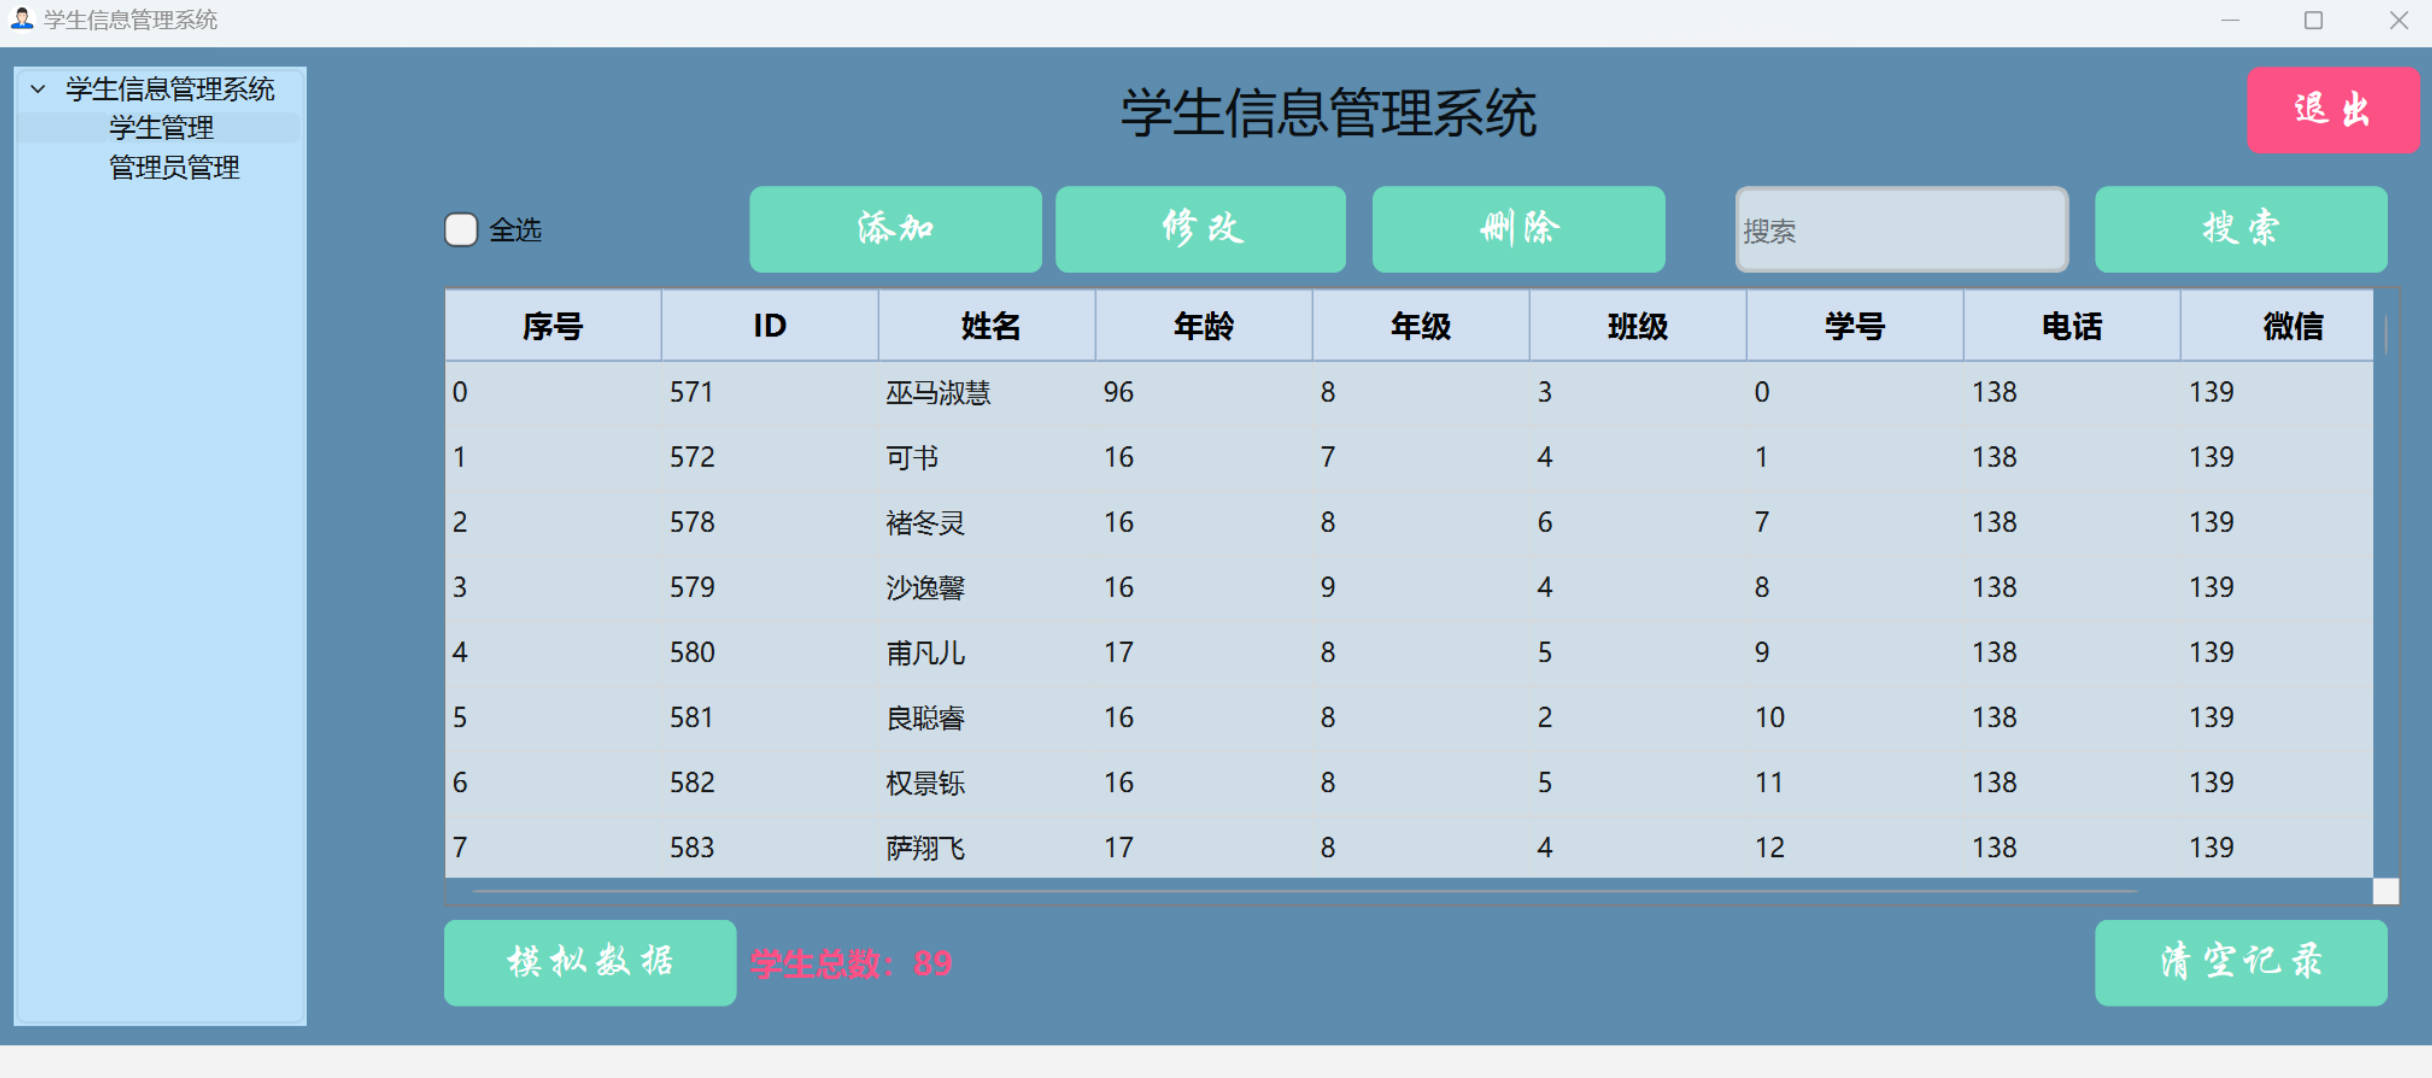 学生信息管理系统
学生信息管理系统
学生管理
管理员管理
学生信息管理系统
退出
全选 添加 修改 删除 搜索 搜索
序号 ID 姓名 年龄 年级 班级 学号 电话 微信
0 571 巫马淑慧 96 8 3 0 138 139
1 572 可书 16 7 4 1 138 139
2 578 褚冬灵 16 8 6 7 138 139
3 579 沙逸馨 16 9 4 8 138 139
4 580 甫凡儿 17 8 5 9 138 139
5 581 良聪睿 16 8 2 10 138 139
6 582 权景铄 16 8 5 11 138 139
7 583 萨翔飞 17 8 4 12 138 139
模拟数据 学生总数：89 清空记录